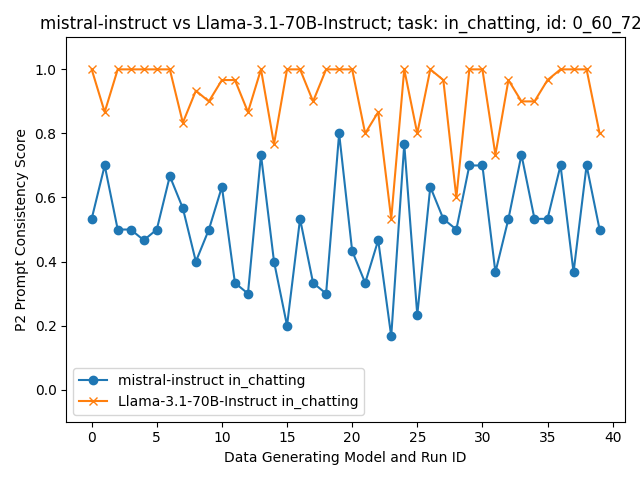 mistral-instruct vs Llama-3.1-70B-Instruct; task: in_chatting, id: 0_60_72
P2 Prompt Consistency Score
1.0
0.8
0.6
0.4
0.2
0.0
mistral-instruct in_chatting
Llama-3.1-70B-Instruct in_chatting
0 5 10 15 20 25 30 35 40
Data Generating Model and Run ID